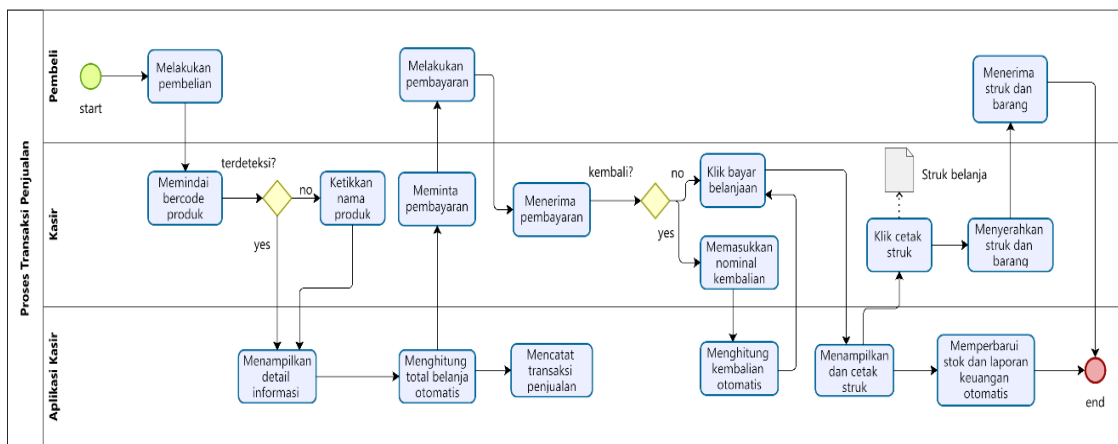 Proses Transaksi Penjualan
Pembeli
start
Melakukan
pembelian
Melakukan
pembayaran
Menerima
struk dan
barang
Kasir
Memindai
bercode
produk
terdeteksi?
no
yes
Ketikkan
nama
produk
Meminta
pembayaran
Menerima
pembayaran
kembali?
no
yes
Klik bayar
belanjaan
Memasukkan
nominal
kembalian
Struk belanja
Klik cetak
struk
Menyerahkan
struk dan
barang
Aplikasi Kasir
Menampilkan
detail
informasi
Menghitung
total belanja
otomatis
Mencatat
transaksi
penjualan
Menghitung
kembalian
otomatis
Menampilkan
dan cetak
struk
Memperbarui
stok dan laporan
keuangan
otomatis
end